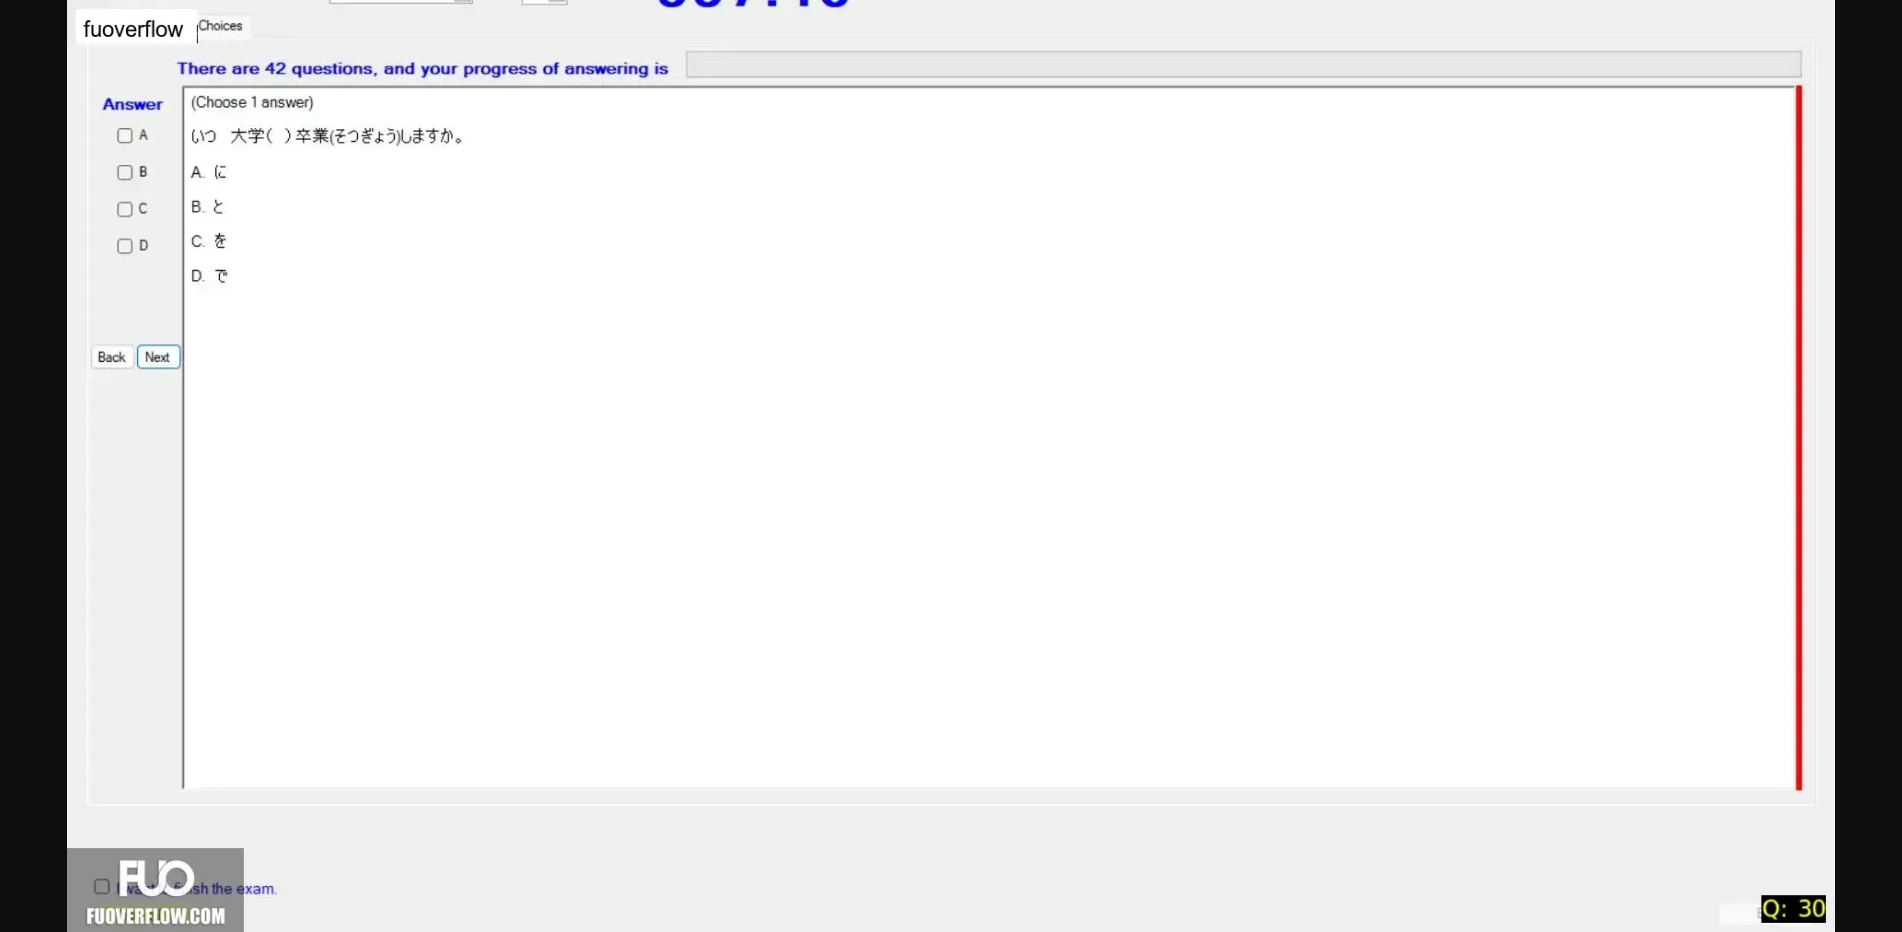 fuoverflow
Choices
There are 42 questions, and your progress of answering is
Answer
(Choose 1 answer)
A
いつ 大学( )卒業(そつぎょう)しますか。
B
A. に
C
B. と
D
C. を
D. で
Back
Next
FUO
the exam.
FUOVERFLOW.COM
Q: 30